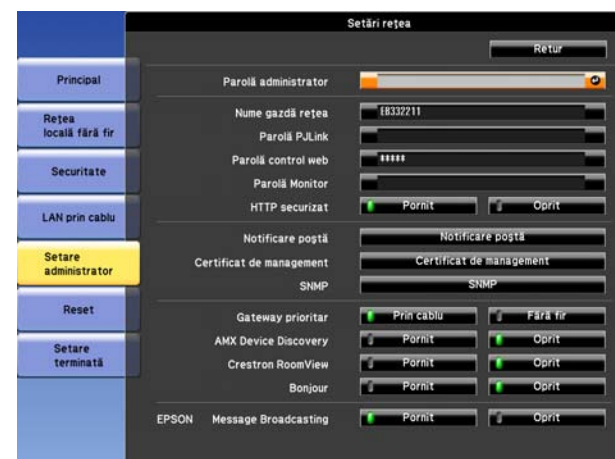 Setări rețea
Retur
Principal
Rețea
locală fără fir
Securitate
LAN prin cablu
Setare
administrator
Reset
Setare
terminată
Parolă administrator
Nume gazdă rețea EB332211
Parolă PJLink
Parolă control web *****
Parolă Monitor
HTTP securizat Pornit Oprit
Notificare poștă Notificare poștă
Certificat de management Certificat de management
SNMP SNMP
Gateway prioritar Prin cablu Fără fir
AMX Device Discovery Pornit Oprit
Crestron RoomView Pornit Oprit
Bonjour Pornit Oprit
EPSON Message Broadcasting Pornit Oprit